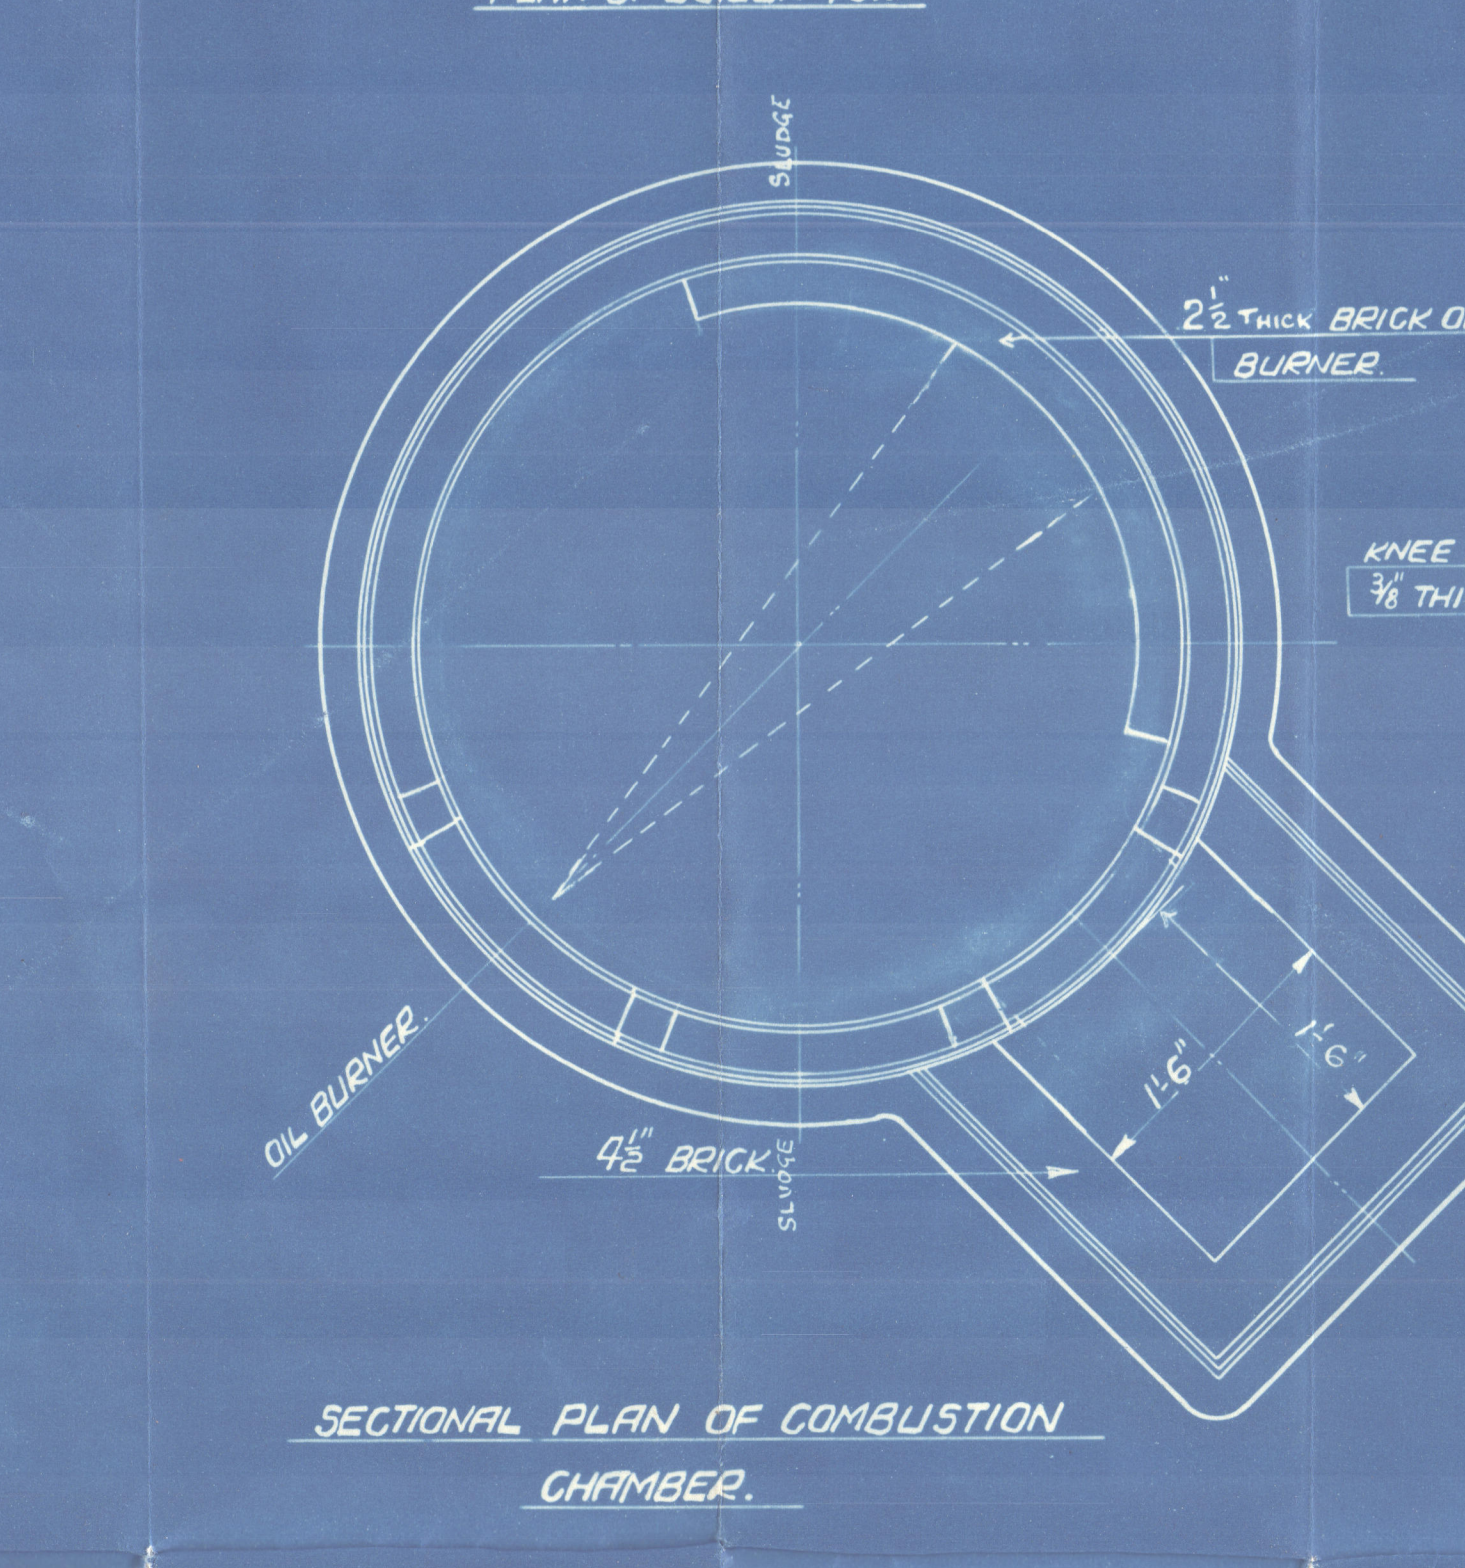 SLUDGE
2½" THICK BRICK
BURNER.
KNEE
3/8"
OIL BURNER.
1'-6"
1'-6"
4½" BRICK.
SLUDGE
SECTIONAL PLAN OF COMBUSTION
CHAMBER.